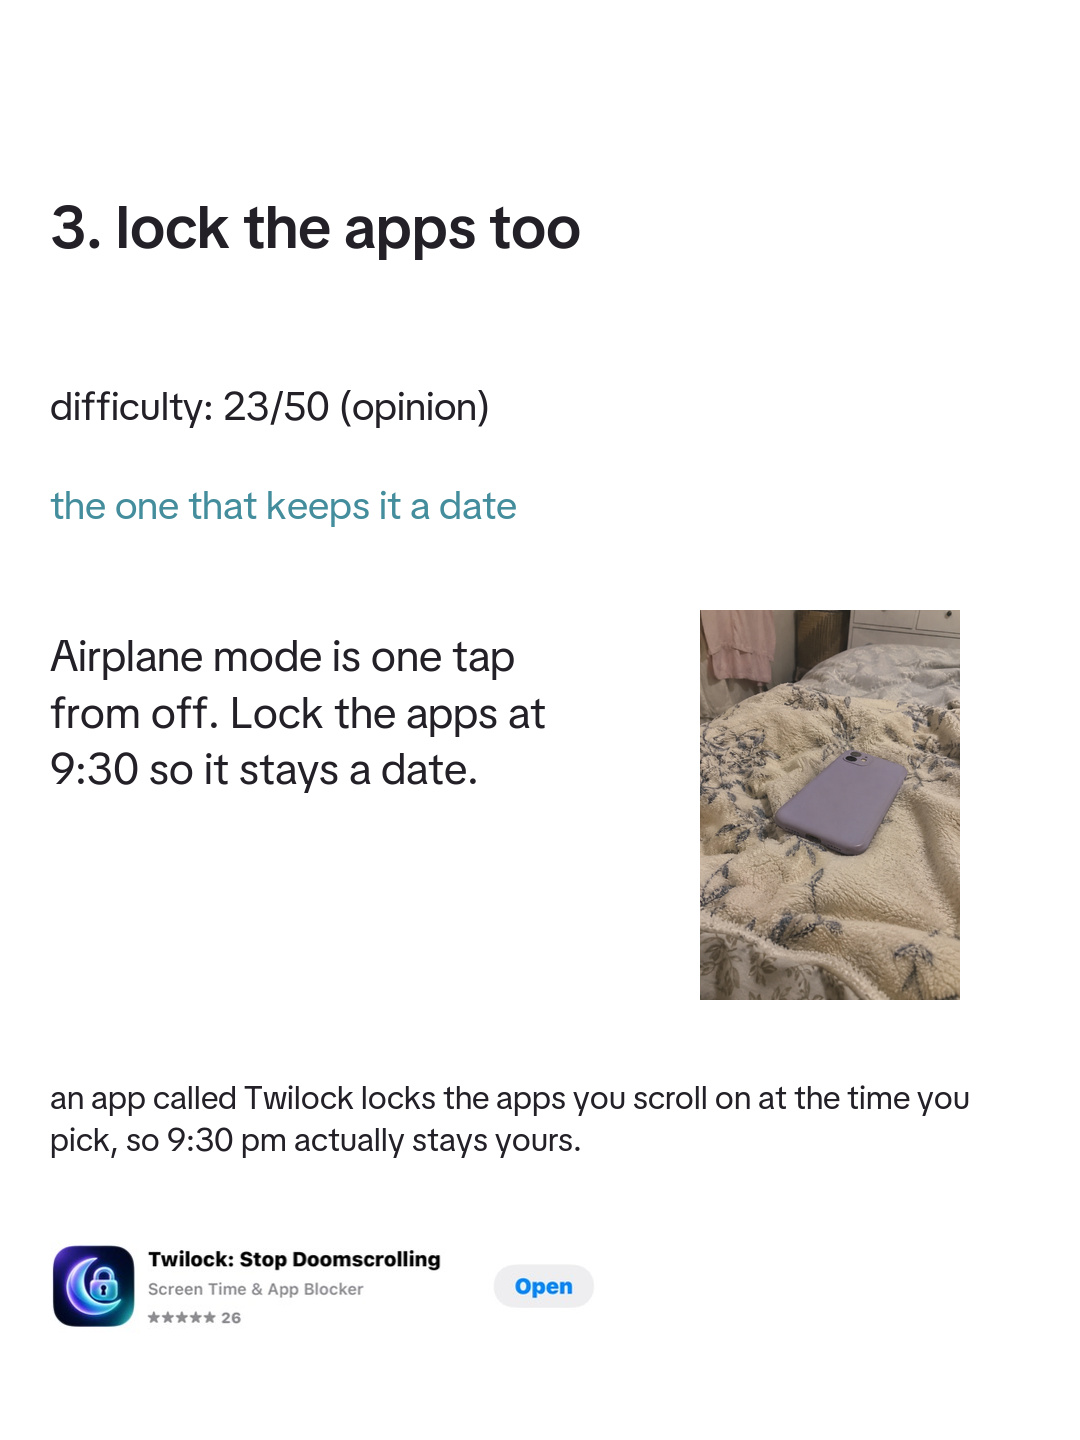 3. lock the apps too
difficulty: 23/50 (opinion)
the one that keeps it a date
Airplane mode is one tap
from off. Lock the apps at
9:30 so it stays a date.
an app called Twilock locks the apps you scroll on at the time you
pick, so 9:30 pm actually stays yours.
Twilock: Stop Doomscrolling
Screen Time & App Blocker
★★★★★ 26
Open